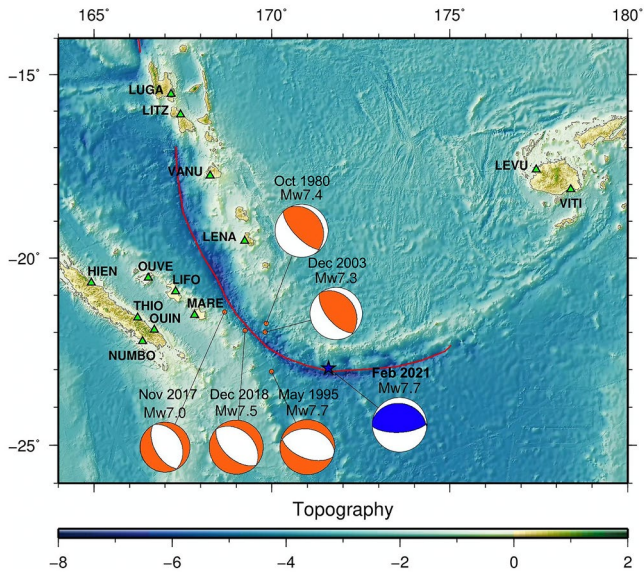 165˚ 170˚ 175˚ 180˚
−15˚
−20˚
−25˚
LUGA
LITZ
VANU
LEVU
VITI
LENA
Oct 1980
Mw7.4
Dec 2003
Mw7.3
HIEN
OUVE
LIFO
THIO
MARE
OUIN
NUMBO
Feb 2021
Mw7.7
Nov 2017
Mw7.0
Dec 2018
Mw7.5
May 1995
Mw7.7
Topography
−8 −6 −4 −2 0 2